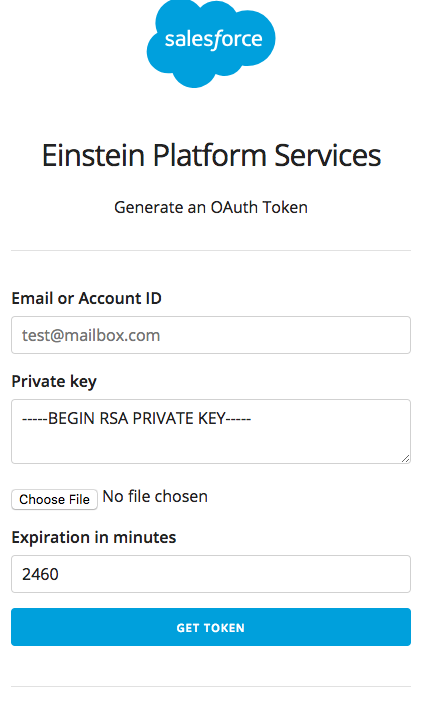 salesforce
Einstein Platform Services
Generate an OAuth Token
Email or Account ID
test@mailbox.com
Private key
-----BEGIN RSA PRIVATE KEY-----
Choose File No file chosen
Expiration in minutes
2460
GET TOKEN